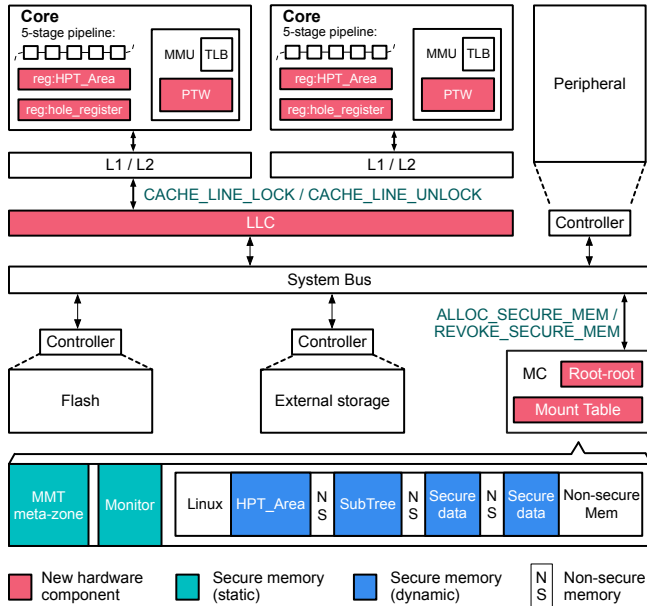 Core
5-stage pipeline:
reg:HPT_Area
reg:hole_register
MMU
TLB
PTW
Core
5-stage pipeline:
reg:HPT_Area
reg:hole_register
MMU
TLB
PTW
Peripheral
L1 / L2
L1 / L2
CACHE_LINE_LOCK / CACHE_LINE_UNLOCK
LLC
Controller
System Bus
Controller
Controller
ALLOC_SECURE_MEM /
REVOKE_SECURE_MEM
Flash
External storage
MC
Root-root
Mount Table
MMT
meta-zone
Monitor
Linux
HPT_Area
N
S
SubTree
N
S
Secure
data
N
S
Secure
data
Non-secure
Mem
New hardware
component
Secure memory
(static)
Secure memory
(dynamic)
N
S
Non-secure
memory